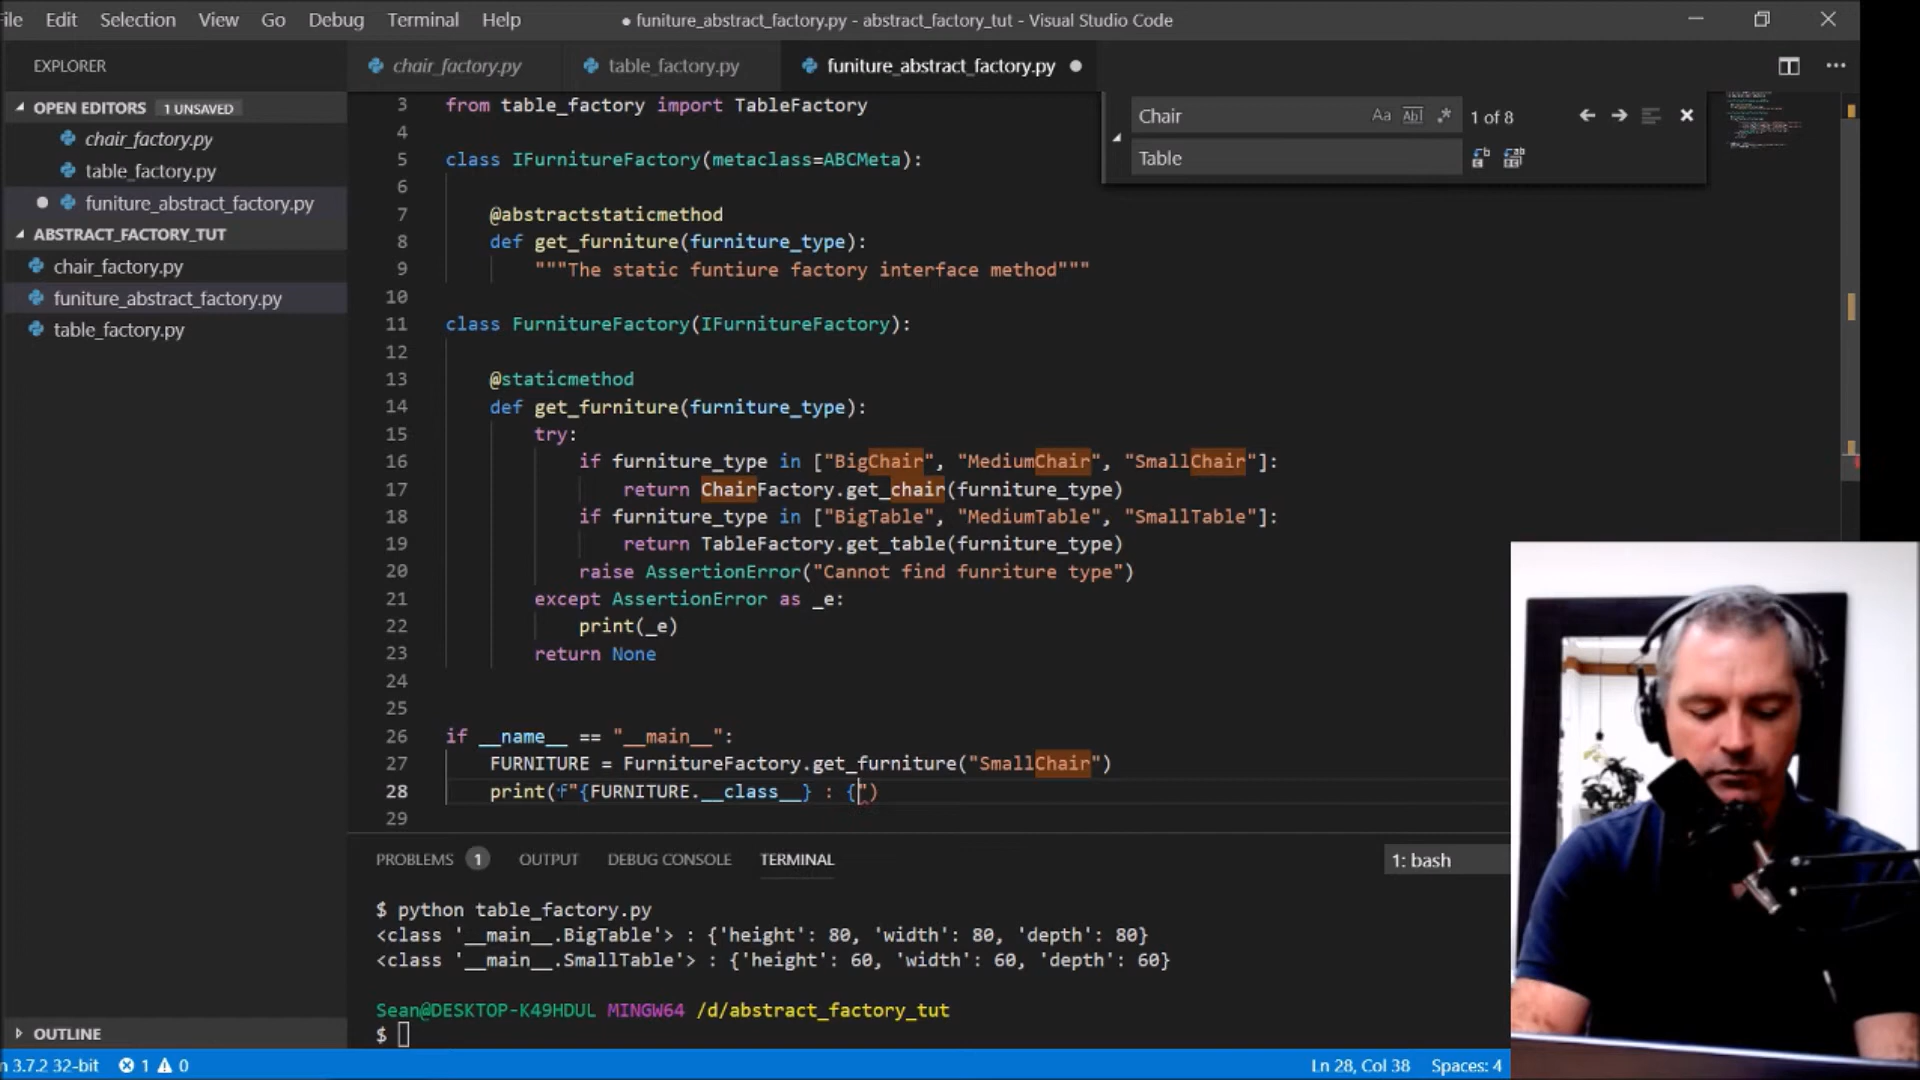 ile Edit Selection View Go Debug Terminal Help
● funiture_abstract_factory.py - abstract_factory_tut - Visual Studio Code
EXPLORER
OPEN EDITORS 1 UNSAVED
chair_factory.py
table_factory.py
funiture_abstract_factory.py
ABSTRACT_FACTORY_TUT
chair_factory.py
funiture_abstract_factory.py
table_factory.py
OUTLINE
chair_factory.py table_factory.py funiture_abstract_factory.py
Chair Aa Abl .* 1 of 8
Table
3 from table_factory import TableFactory
4
5 class IFurnitureFactory(metaclass=ABCMeta):
6
7 @abstractstaticmethod
8 def get_furniture(furniture_type):
9 """The static funtiure factory interface method"""
10
11 class FurnitureFactory(IFurnitureFactory):
12
13 @staticmethod
14 def get_furniture(furniture_type):
15 try:
16 if furniture_type in ["BigChair", "MediumChair", "SmallChair"]:
17 return ChairFactory.get_chair(furniture_type)
18 if furniture_type in ["BigTable", "MediumTable", "SmallTable"]:
19 return TableFactory.get_table(furniture_type)
20 raise AssertionError("Cannot find funriture type")
21 except AssertionError as _e:
22 print(_e)
23 return None
24
25
26 if __name__ == "__main__":
27 FURNITURE = FurnitureFactory.get_furniture("SmallChair")
28 print(f"{FURNITURE.__class__} : {")
29
PROBLEMS 1 OUTPUT DEBUG CONSOLE TERMINAL 1: bash
$ python table_factory.py
<class '__main__.BigTable'> : {'height': 80, 'width': 80, 'depth': 80}
<class '__main__.SmallTable'> : {'height': 60, 'width': 60, 'depth': 60}
Sean@DESKTOP-K49HDUL MINGW64 /d/abstract_factory_tut
$
n 3.7.2 32-bit 1 0 Ln 28, Col 38 Spaces: 4